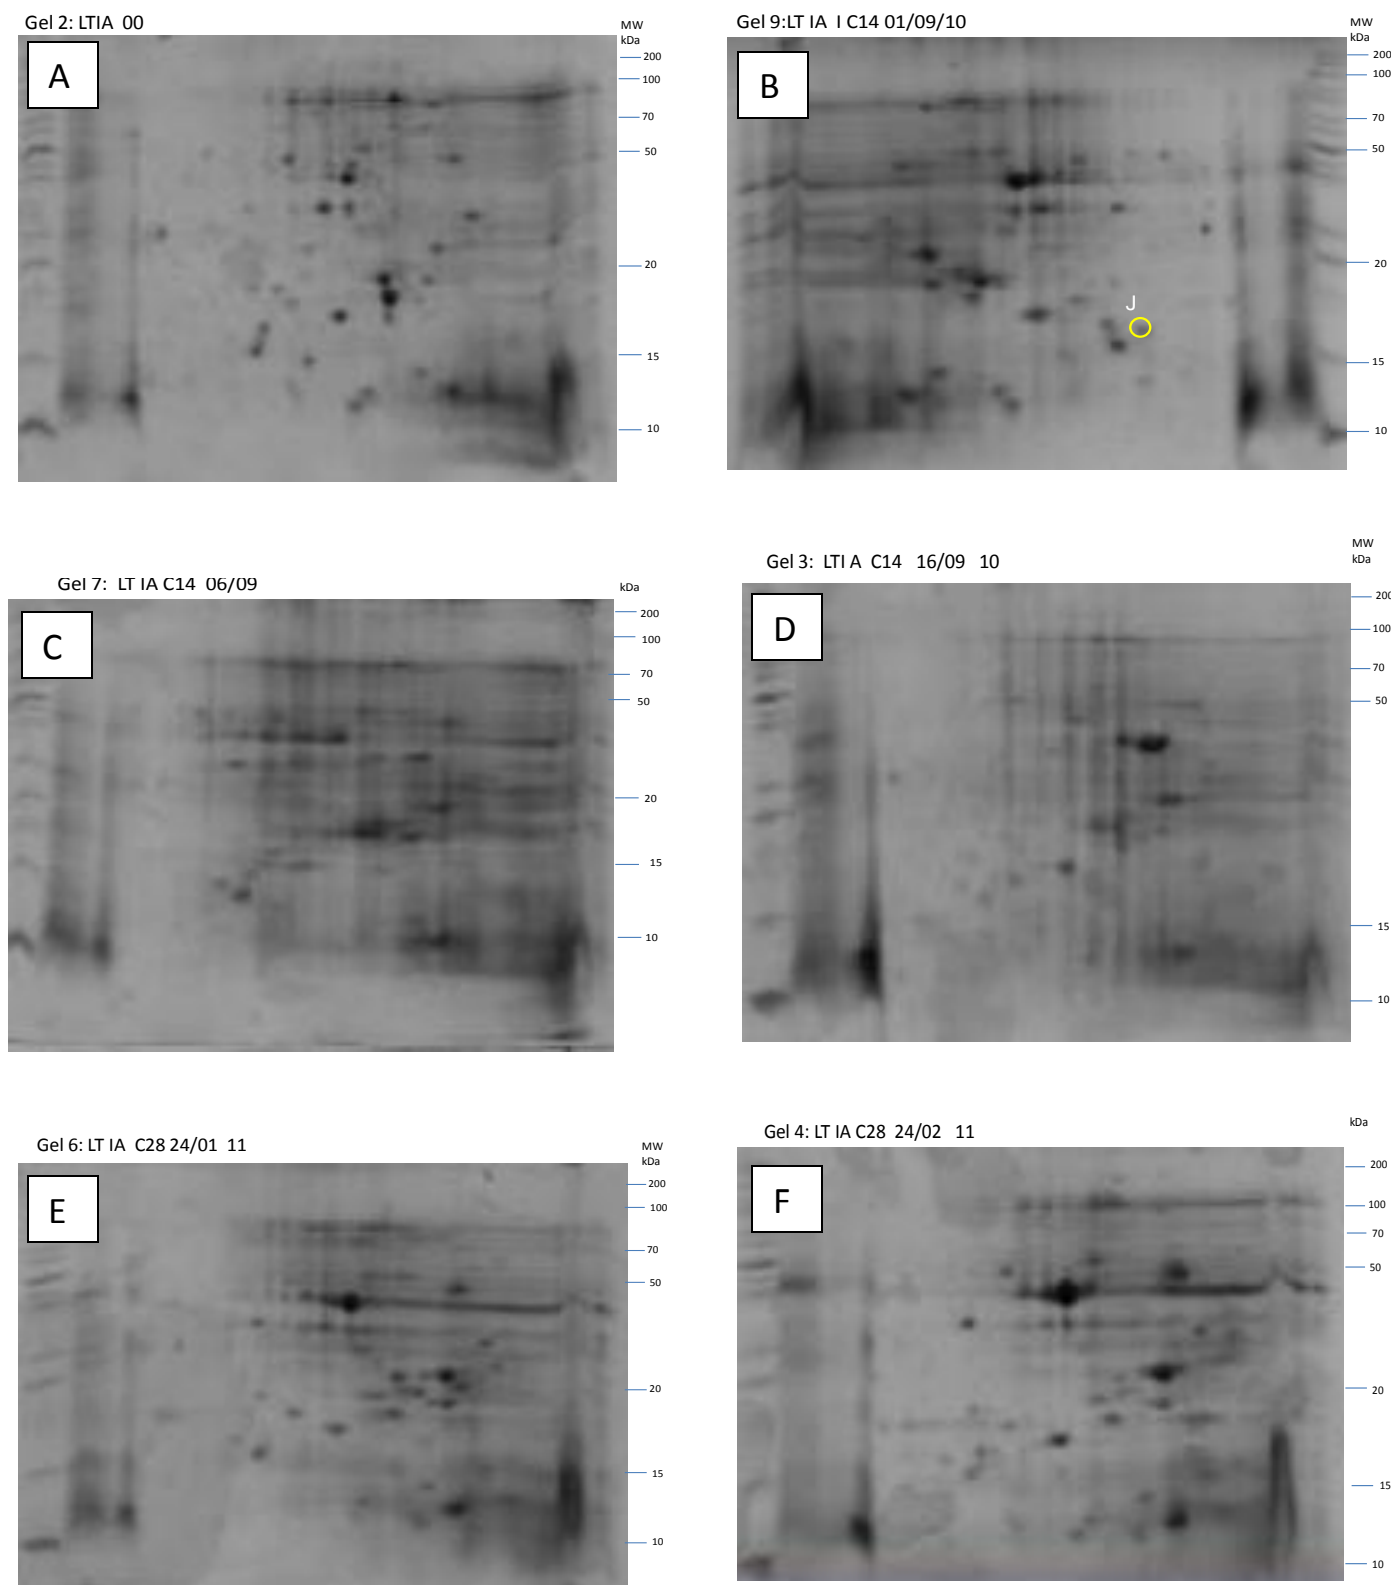 Gel 2: LTIA 00
MW
kDa
A
200
100
70
50
20
15
10
Gel 9:LT IA I C14 01/09/10
MW
kDa
B
200
100
70
50
20
15
10
J
Gel 7: LT IA C14 06/09
kDa
C
200
100
70
50
20
15
10
Gel 3: LTI A C14 16/09 10
MW
kDa
D
200
100
70
50
15
10
Gel 6: LT IA C28 24/01 11
MW
kDa
E
200
100
70
50
20
15
10
Gel 4: LT IA C28 24/02 11
kDa
F
200
100
70
50
20
15
10